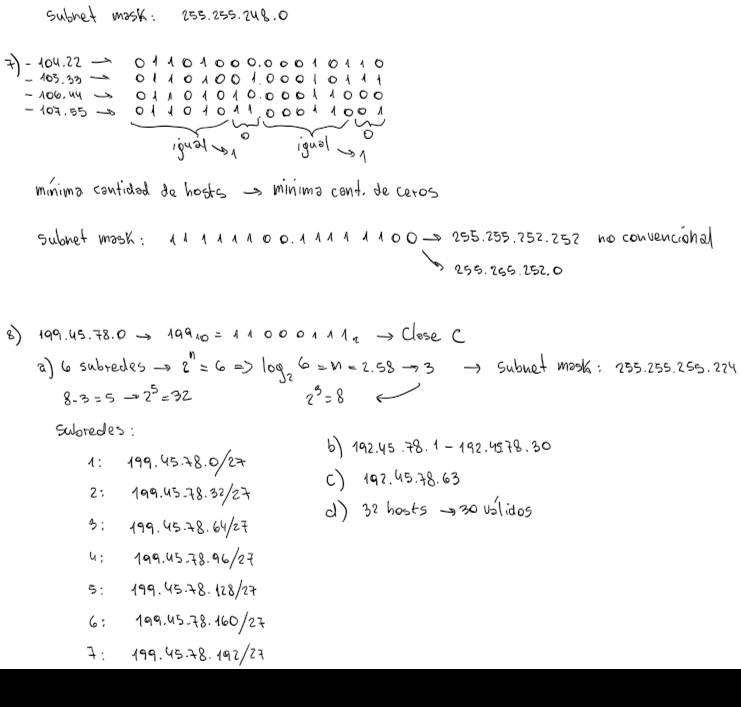 subnet mask: 255.255.248.0
7) - 104.22 → 0 1 1 0 1 0 0 0.0 0 0 1 0 1 1 0
- 105.33 → 0 1 1 0 1 0 0 1.0 0 0 1 0 1 1 1
- 106.44 → 0 1 1 0 1 0 1 0.0 0 0 1 1 0 0 0
- 107.55 → 0 1 1 0 1 0 1 1.0 0 0 1 1 0 0 1
igual → 1 0 igual → 1 0
mínima cantidad de hosts → mínima cant. de ceros
subnet mask: 1 1 1 1 1 1 0 0.1 1 1 1 1 1 0 0 → 255.255.252.252 no convencional
→ 255.255.252.0
8) 199.45.78.0 → 199₁₀ = 1 1 0 0 0 1 1 1₂ → Clase C
a) 6 subredes → 2ⁿ = 6 => log₂ 6 = n = 2.58 → 3 → subnet mask: 255.255.255.224
8-3 = 5 → 2⁵ = 32 2³ = 8 ←
Subredes:
1: 199.45.78.0/27
2: 199.45.78.32/27
3: 199.45.78.64/27
4: 199.45.78.96/27
5: 199.45.78.128/27
6: 199.45.78.160/27
7: 199.45.78.192/27
b) 192.45.78.1 - 192.4578.30
c) 192.45.78.63
d) 32 hosts → 30 válidos